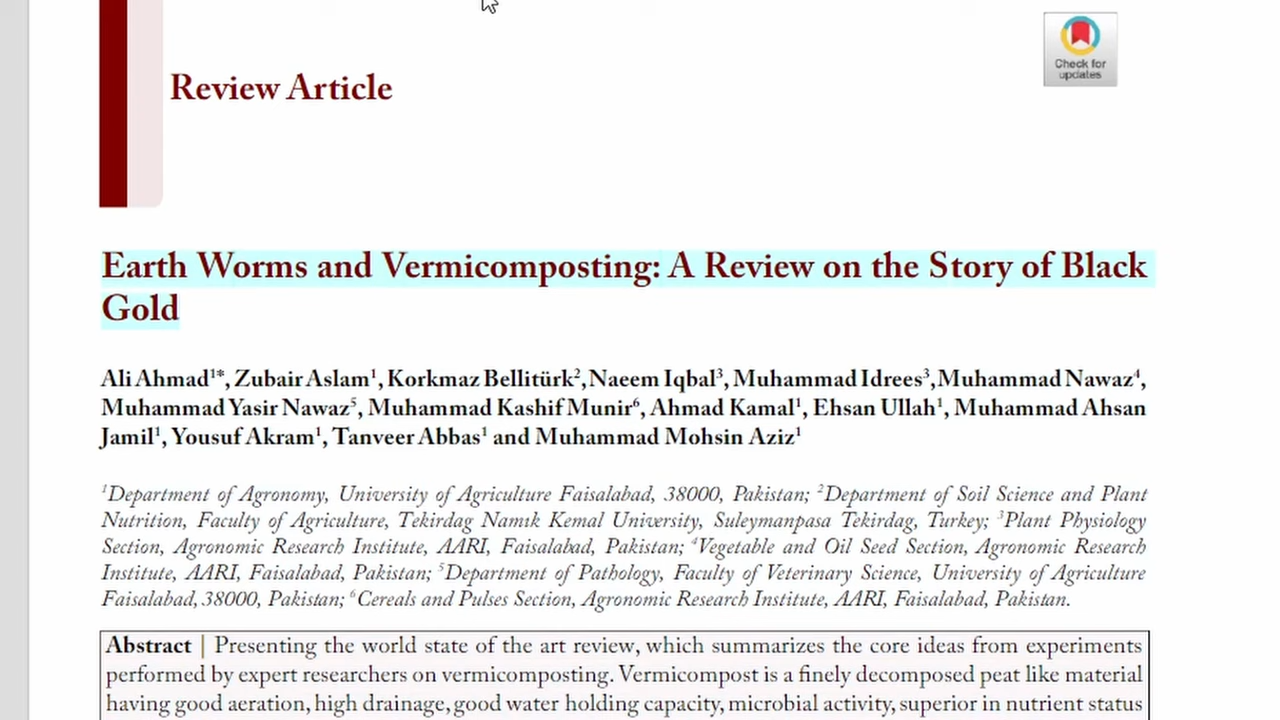 Review Article
Check for
updates
Earth Worms and Vermicomposting: A Review on the Story of Black
Gold
Ali Ahmad1*, Zubair Aslam1, Korkmaz Bellitürk2, Naeem Iqbal3, Muhammad Idrees3, Muhammad Nawaz4,
Muhammad Yasir Nawaz5, Muhammad Kashif Munir6, Ahmad Kamal1, Ehsan Ullah1, Muhammad Ahsan
Jamil1, Yousuf Akram1, Tanveer Abbas1 and Muhammad Mohsin Aziz1
1Department of Agronomy, University of Agriculture Faisalabad, 38000, Pakistan; 2Department of Soil Science and Plant
Nutrition, Faculty of Agriculture, Tekirdag Namık Kemal University, Suleymanpasa Tekirdag, Turkey; 3Plant Physiology
Section, Agronomic Research Institute, AARI, Faisalabad, Pakistan; 4Vegetable and Oil Seed Section, Agronomic Research
Institute, AARI, Faisalabad, Pakistan; 5Department of Pathology, Faculty of Veterinary Science, University of Agriculture
Faisalabad, 38000, Pakistan; 6Cereals and Pulses Section, Agronomic Research Institute, AARI, Faisalabad, Pakistan.
Abstract | Presenting the world state of the art review, which summarizes the core ideas from experiments
performed by expert researchers on vermicomposting. Vermicompost is a finely decomposed peat like material
having good aeration, high drainage, good water holding capacity, microbial activity, superior in nutrient status